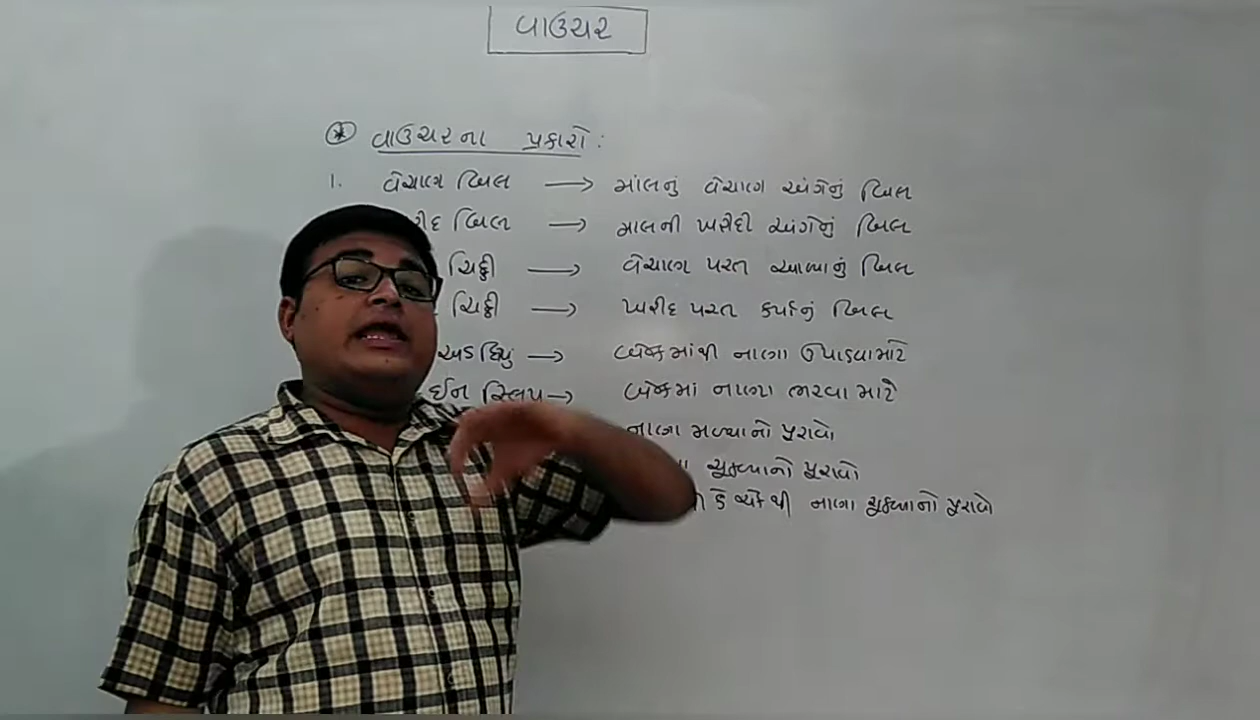 વાઉચર
* વાઉચરના પ્રકારો :
1. વેચાણ બિલ → માલનું વેચાણ અંગેનું બિલ
બિલ → માલની ખરીદી અંગેનું બિલ
ચિઠ્ઠી → વેચાણ પરત આવ્યાનું બિલ
ચિઠ્ઠી → ખરીદ પરત કર્યાનું બિલ
→ બેંકમાંથી નાણા ઉપાડવા માટે
ઈન સ્લિપ → બેંકમાં નાણા ભરવા માટે
નાણા મળ્યાનો પુરાવો
ચૂકવ્યાનો પુરાવો
કે ચેકથી નાણા ચૂકવ્યાનો પુરાવો